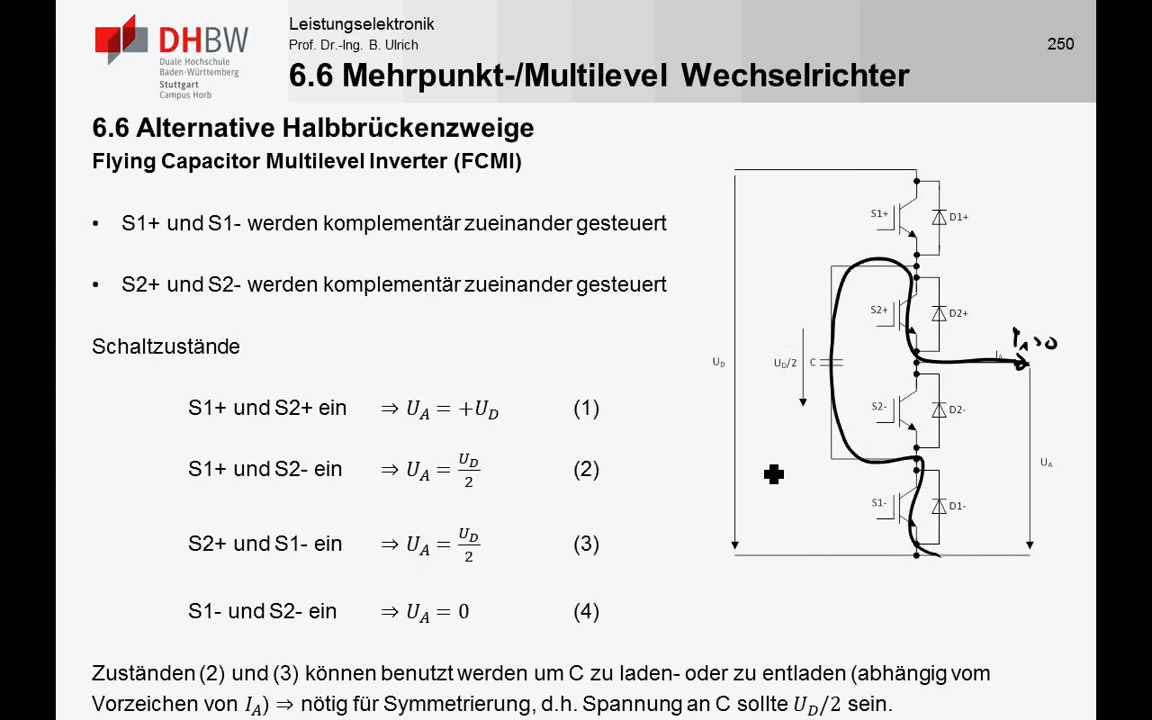 DHBW
Duale Hochschule
Baden-Württemberg
Stuttgart
Campus Horb
Leistungselektronik
Prof. Dr.-Ing. B. Ulrich
250
6.6 Mehrpunkt-/Multilevel Wechselrichter
6.6 Alternative Halbbrückenzweige
Flying Capacitor Multilevel Inverter (FCMI)
• S1+ und S1- werden komplementär zueinander gesteuert
• S2+ und S2- werden komplementär zueinander gesteuert
Schaltzustände
S1+ und S2+ ein ⇒ U_A = +U_D (1)
S1+ und S2- ein ⇒ U_A = U_D/2 (2)
S2+ und S1- ein ⇒ U_A = U_D/2 (3)
S1- und S2- ein ⇒ U_A = 0 (4)
Zuständen (2) und (3) können benutzt werden um C zu laden- oder zu entladen (abhängig vom
Vorzeichen von I_A) ⇒ nötig für Symmetrierung, d.h. Spannung an C sollte U_D/2 sein.
S1+
D1+
S2+
D2+
I_A>0
U_D
U_D/2
C
S2-
D2-
U_A
S1-
D1-